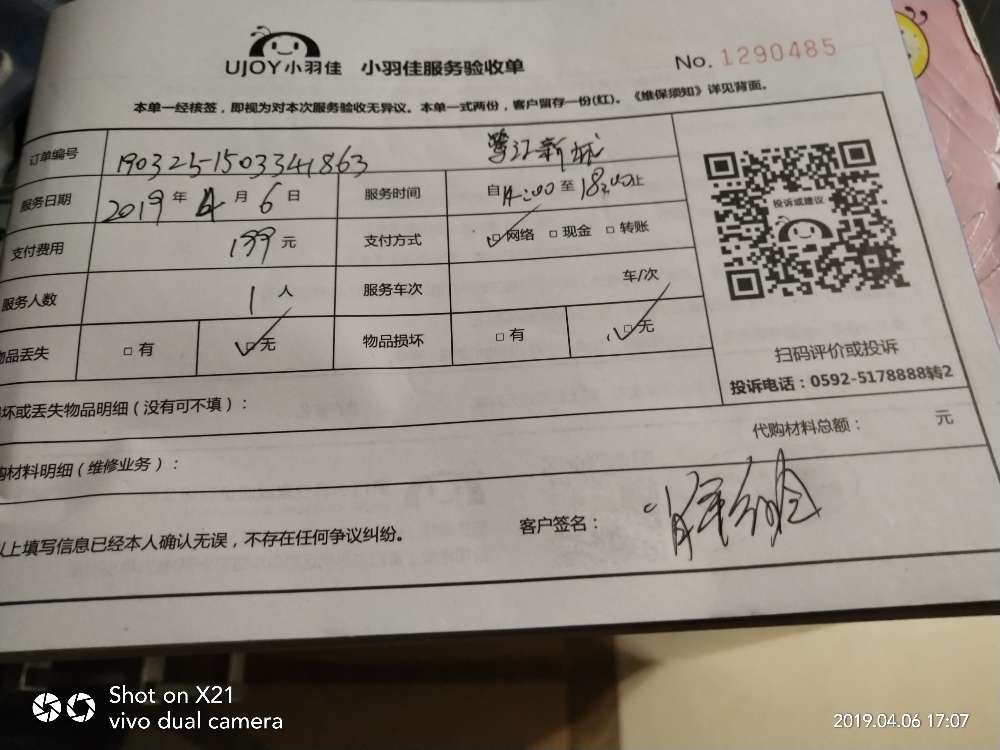 UJOY小羽佳 小羽佳服务验收单 No. 1290485
本单一经核签，即视为对本次服务验收无异议。本单一式两份，客户留存一份(红)。《维保须知》详见背面。
订单编号 190325-1503341863 鹭江新城
服务日期 2019 年 4 月 6 日 服务时间 自 14:00 至 18:00 止
支付费用 199 元 支付方式 □ 网络 □ 现金 □ 转账
服务人数 1 人 服务车次 车/次
物品丢失 □ 有 □ 无 物品损坏 □ 有 □ 无
投诉或建议
扫码评价或投诉
投诉电话：0592-5178888转2
坏或丢失物品明细（没有可不填）：
购材料明细（维修业务）： 代购材料总额： 元
以上填写信息已经本人确认无误，不存在任何争议纠纷。 客户签名：
Shot on X21
vivo dual camera
2019.04.06 17:07